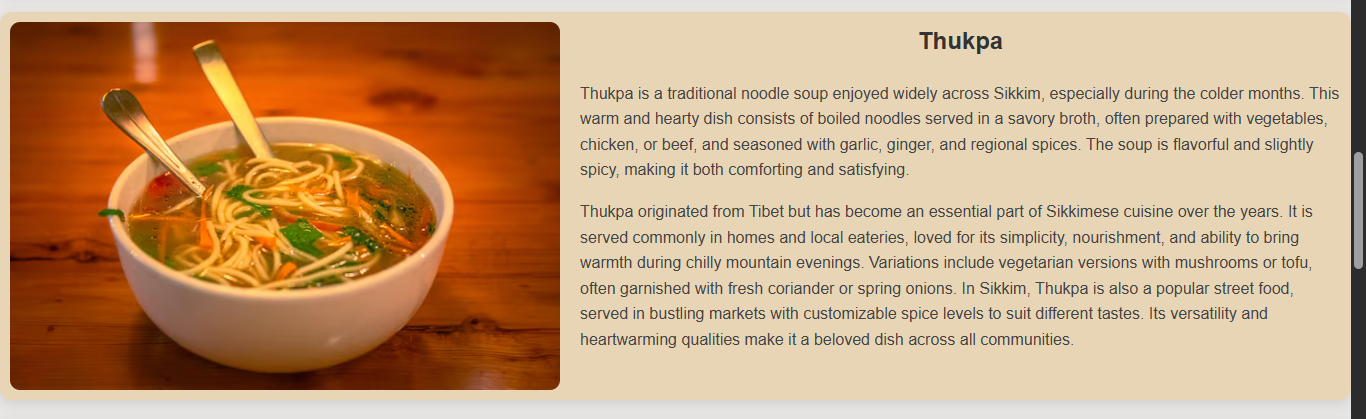 Thukpa
Thukpa is a traditional noodle soup enjoyed widely across Sikkim, especially during the colder months. This
warm and hearty dish consists of boiled noodles served in a savory broth, often prepared with vegetables,
chicken, or beef, and seasoned with garlic, ginger, and regional spices. The soup is flavorful and slightly
spicy, making it both comforting and satisfying.
Thukpa originated from Tibet but has become an essential part of Sikkimese cuisine over the years. It is
served commonly in homes and local eateries, loved for its simplicity, nourishment, and ability to bring
warmth during chilly mountain evenings. Variations include vegetarian versions with mushrooms or tofu,
often garnished with fresh coriander or spring onions. In Sikkim, Thukpa is also a popular street food,
served in bustling markets with customizable spice levels to suit different tastes. Its versatility and
heartwarming qualities make it a beloved dish across all communities.